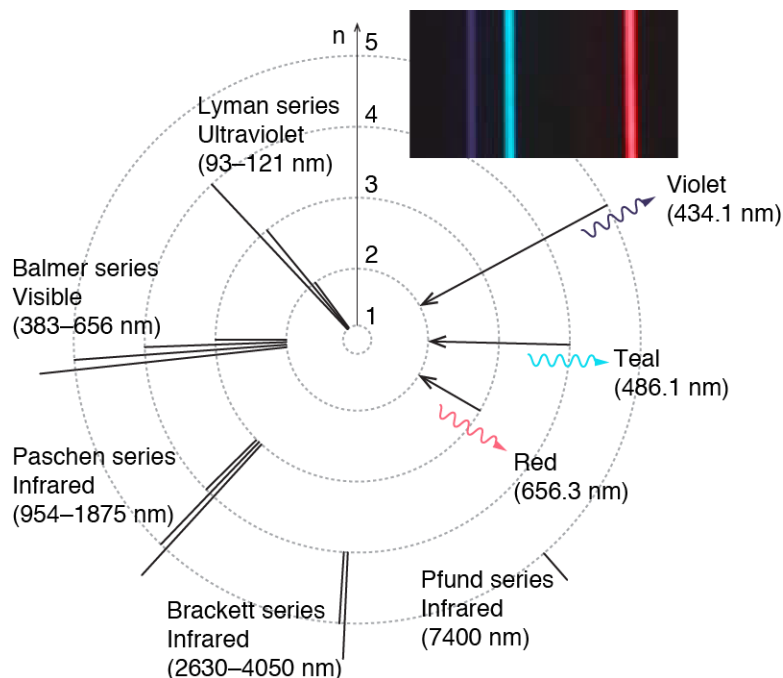 n
5
4
3
2
1
Lyman series
Ultraviolet
(93–121 nm)
Violet
(434.1 nm)
Balmer series
Visible
(383–656 nm)
Teal
(486.1 nm)
Red
(656.3 nm)
Paschen series
Infrared
(954–1875 nm)
Brackett series
Infrared
(2630–4050 nm)
Pfund series
Infrared
(7400 nm)